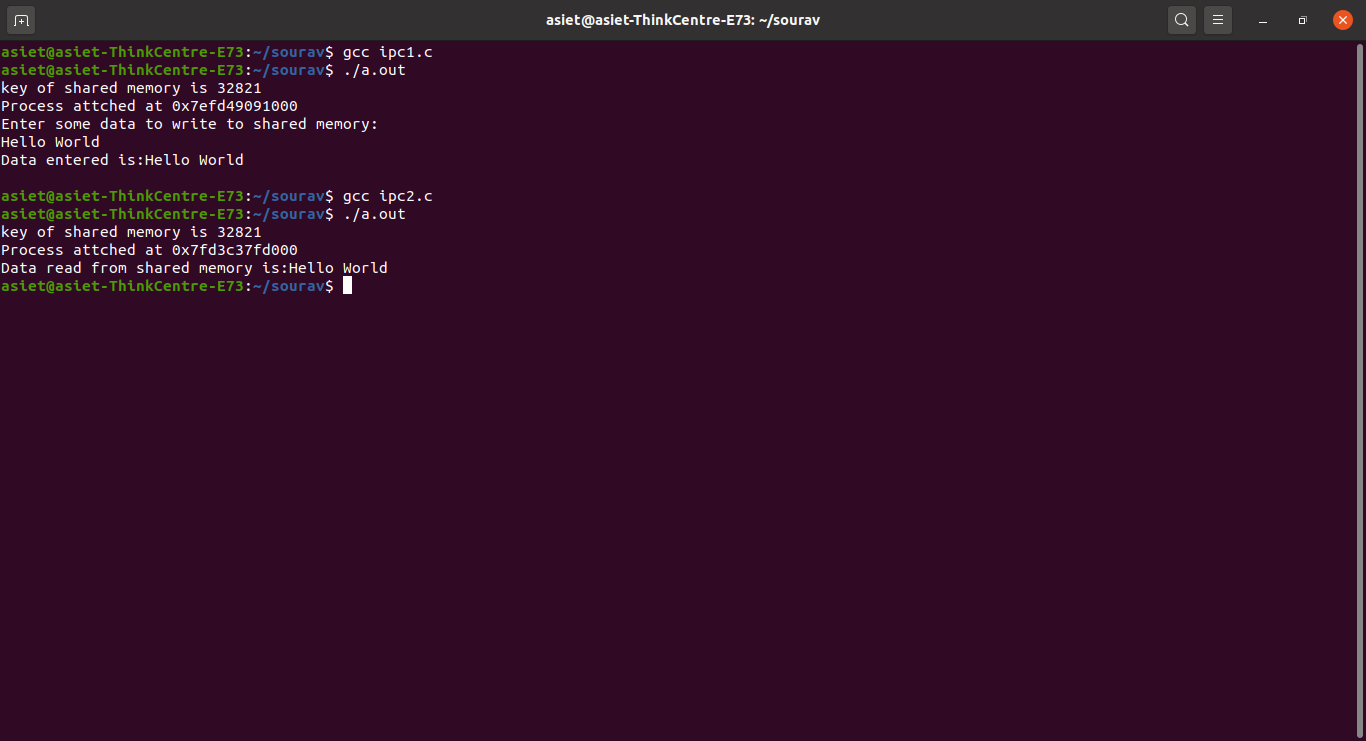 asiet@asiet-ThinkCentre-E73: ~/sourav
asiet@asiet-ThinkCentre-E73:~/sourav$ gcc ipc1.c
asiet@asiet-ThinkCentre-E73:~/sourav$ ./a.out
key of shared memory is 32821
Process attched at 0x7efd49091000
Enter some data to write to shared memory:
Hello World
Data entered is:Hello World
asiet@asiet-ThinkCentre-E73:~/sourav$ gcc ipc2.c
asiet@asiet-ThinkCentre-E73:~/sourav$ ./a.out
key of shared memory is 32821
Process attched at 0x7fd3c37fd000
Data read from shared memory is:Hello World
asiet@asiet-ThinkCentre-E73:~/sourav$